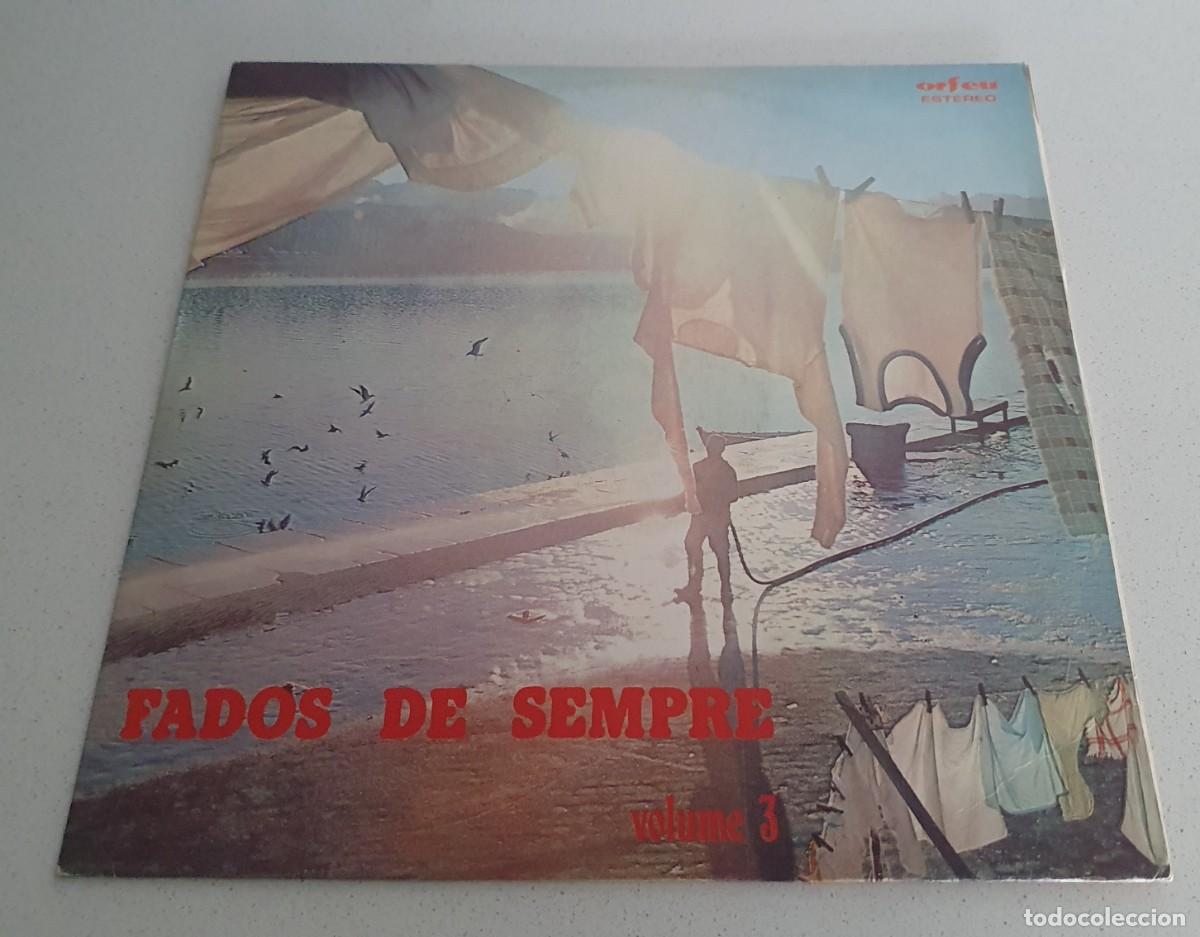 orfeu
ESTEREO
FADOS DE SEMPRE
volume 3
todocoleccion